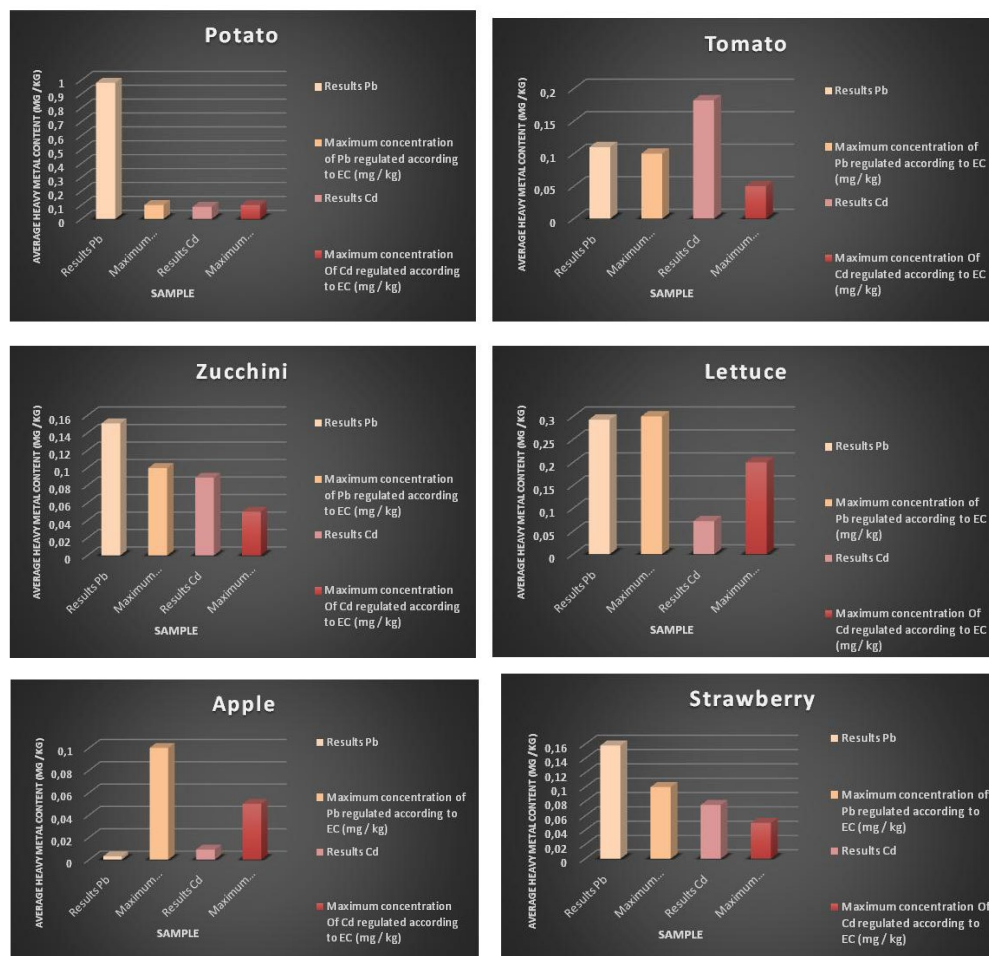 Potato
AVERAGE HEAVY METAL CONTENT (MG /KG)
1
0,9
0,8
0,7
0,6
0,5
0,4
0,3
0,2
0,1
0
Results Pb
Maximum...
Results Cd
Maximum...
SAMPLE
Results Pb
Maximum concentration
of Pb regulated according
to EC (mg / kg)
Results Cd
Maximum concentration
Of Cd regulated according
to EC (mg / kg)
Tomato
AVERAGE HEAVY METAL CONTENT (MG /KG)
0,2
0,15
0,1
0,05
0
Results Pb
Maximum...
Results Cd
Maximum...
SAMPLE
Results Pb
Maximum concentration of
Pb regulated according to EC
(mg / kg)
Results Cd
Maximum concentration Of
Cd regulated according to EC
(mg / kg)
Zucchini
AVERAGE HEAVY METAL CONTENT (MG /KG)
0,16
0,14
0,12
0,1
0,08
0,06
0,04
0,02
0
Results Pb
Maximum...
Results Cd
Maximum...
SAMPLE
Results Pb
Maximum concentration
of Pb regulated according
to EC (mg / kg)
Results Cd
Maximum concentration
Of Cd regulated according
to EC (mg / kg)
Lettuce
AVERAGE HEAVY METAL CONTENT (MG /KG)
0,3
0,25
0,2
0,15
0,1
0,05
0
Results Pb
Maximum...
Results Cd
Maximum...
SAMPLE
Results Pb
Maximum concentration of
Pb regulated according to EC
(mg / kg)
Results Cd
Maximum concentration Of
Cd regulated according to EC
(mg / kg)
Apple
AVERAGE HEAVY METAL CONTENT (MG /KG)
0,1
0,08
0,06
0,04
0,02
0
Results Pb
Maximum...
Results Cd
Maximum...
SAMPLE
Results Pb
Maximum concentration of
Pb regulated according to
EC (mg / kg)
Results Cd
Maximum concentration
Of Cd regulated according
to EC (mg / kg)
Strawberry
AVERAGE HEAVY METAL CONTENT (MG /KG)
0,16
0,14
0,12
0,1
0,08
0,06
0,04
0,02
0
Results Pb
Maximum...
Results Cd
Maximum...
SAMPLE
Results Pb
Maximum concentration of
Pb regulated according to
EC (mg / kg)
Results Cd
Maximum concentration Of
Cd regulated according to
EC (mg / kg)